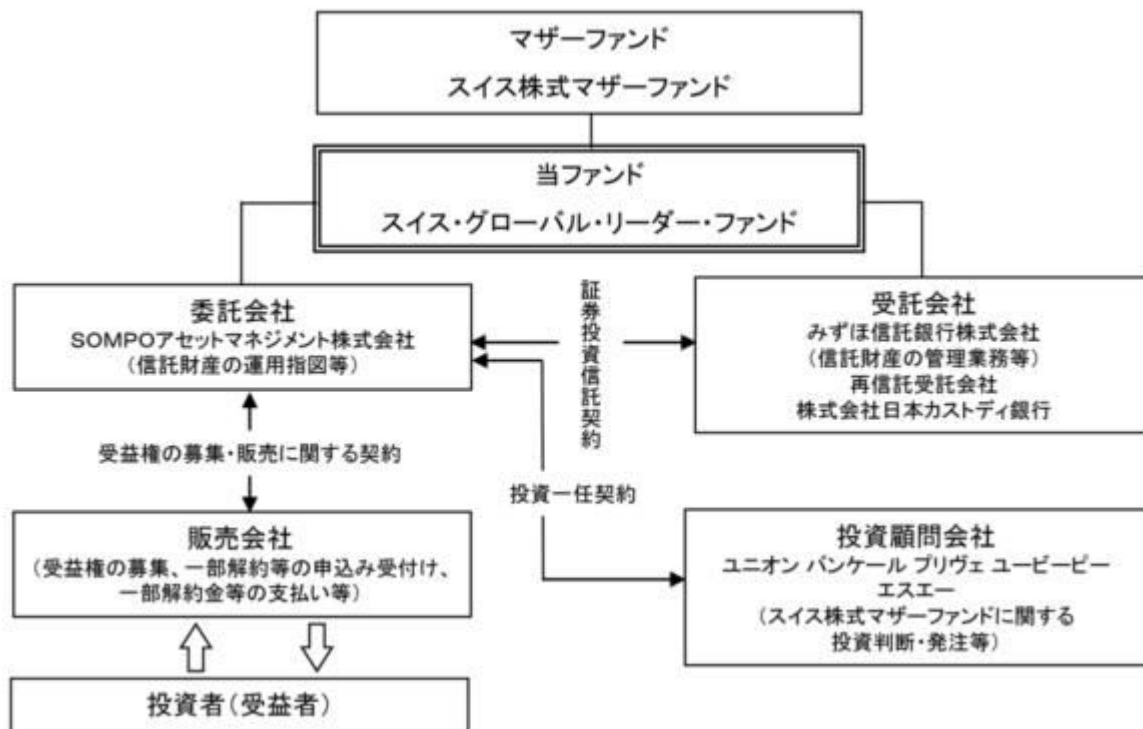 マザーファンド
スイス株式マザーファンド
当ファンド
スイス・グローバル・リーダー・ファンド
委託会社
SOMPOアセットマネジメント株式会社
(信託財産の運用指図等)
証券投資信託契約
受託会社
みずほ信託銀行株式会社
(信託財産の管理業務等)
再信託受託会社
株式会社日本カストディ銀行
受益権の募集・販売に関する契約
投資一任契約
販売会社
(受益権の募集、一部解約等の申込み受付け、
一部解約金等の支払い等)
投資顧問会社
ユニオン バンケール プリヴェ ユービーピー
エスエー
(スイス株式マザーファンドに関する
投資判断・発注等)
投資者(受益者)